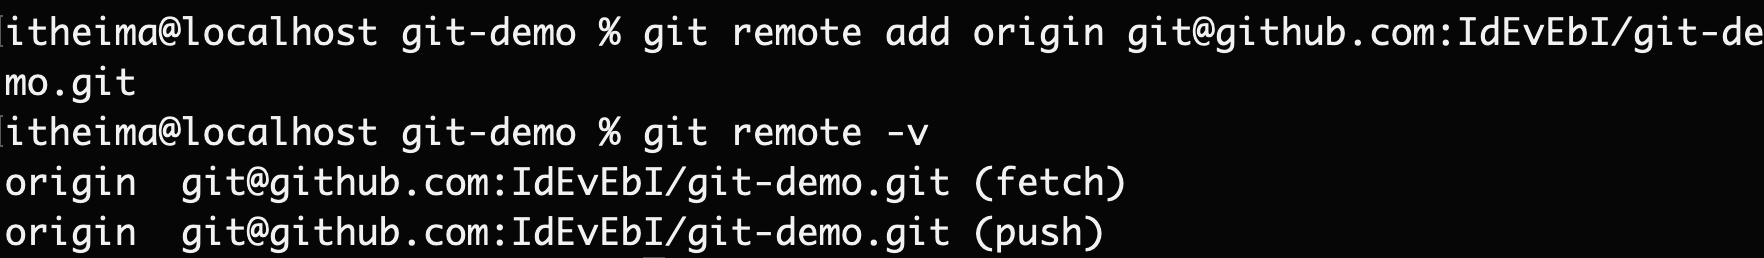 itheima@localhost git-demo % git remote add origin git@github.com:IdEvEbI/git-de
mo.git
itheima@localhost git-demo % git remote -v
origin  git@github.com:IdEvEbI/git-demo.git (fetch)
origin  git@github.com:IdEvEbI/git-demo.git (push)